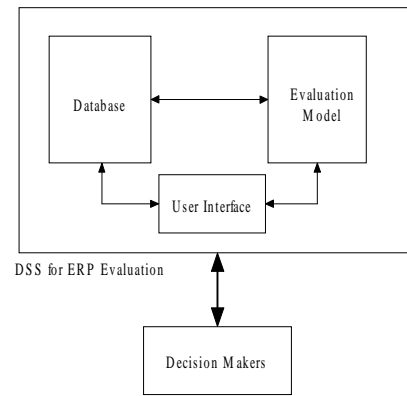 Database
Evaluation
Model
User Interface
DSS for ERP Evaluation
Decision Makers